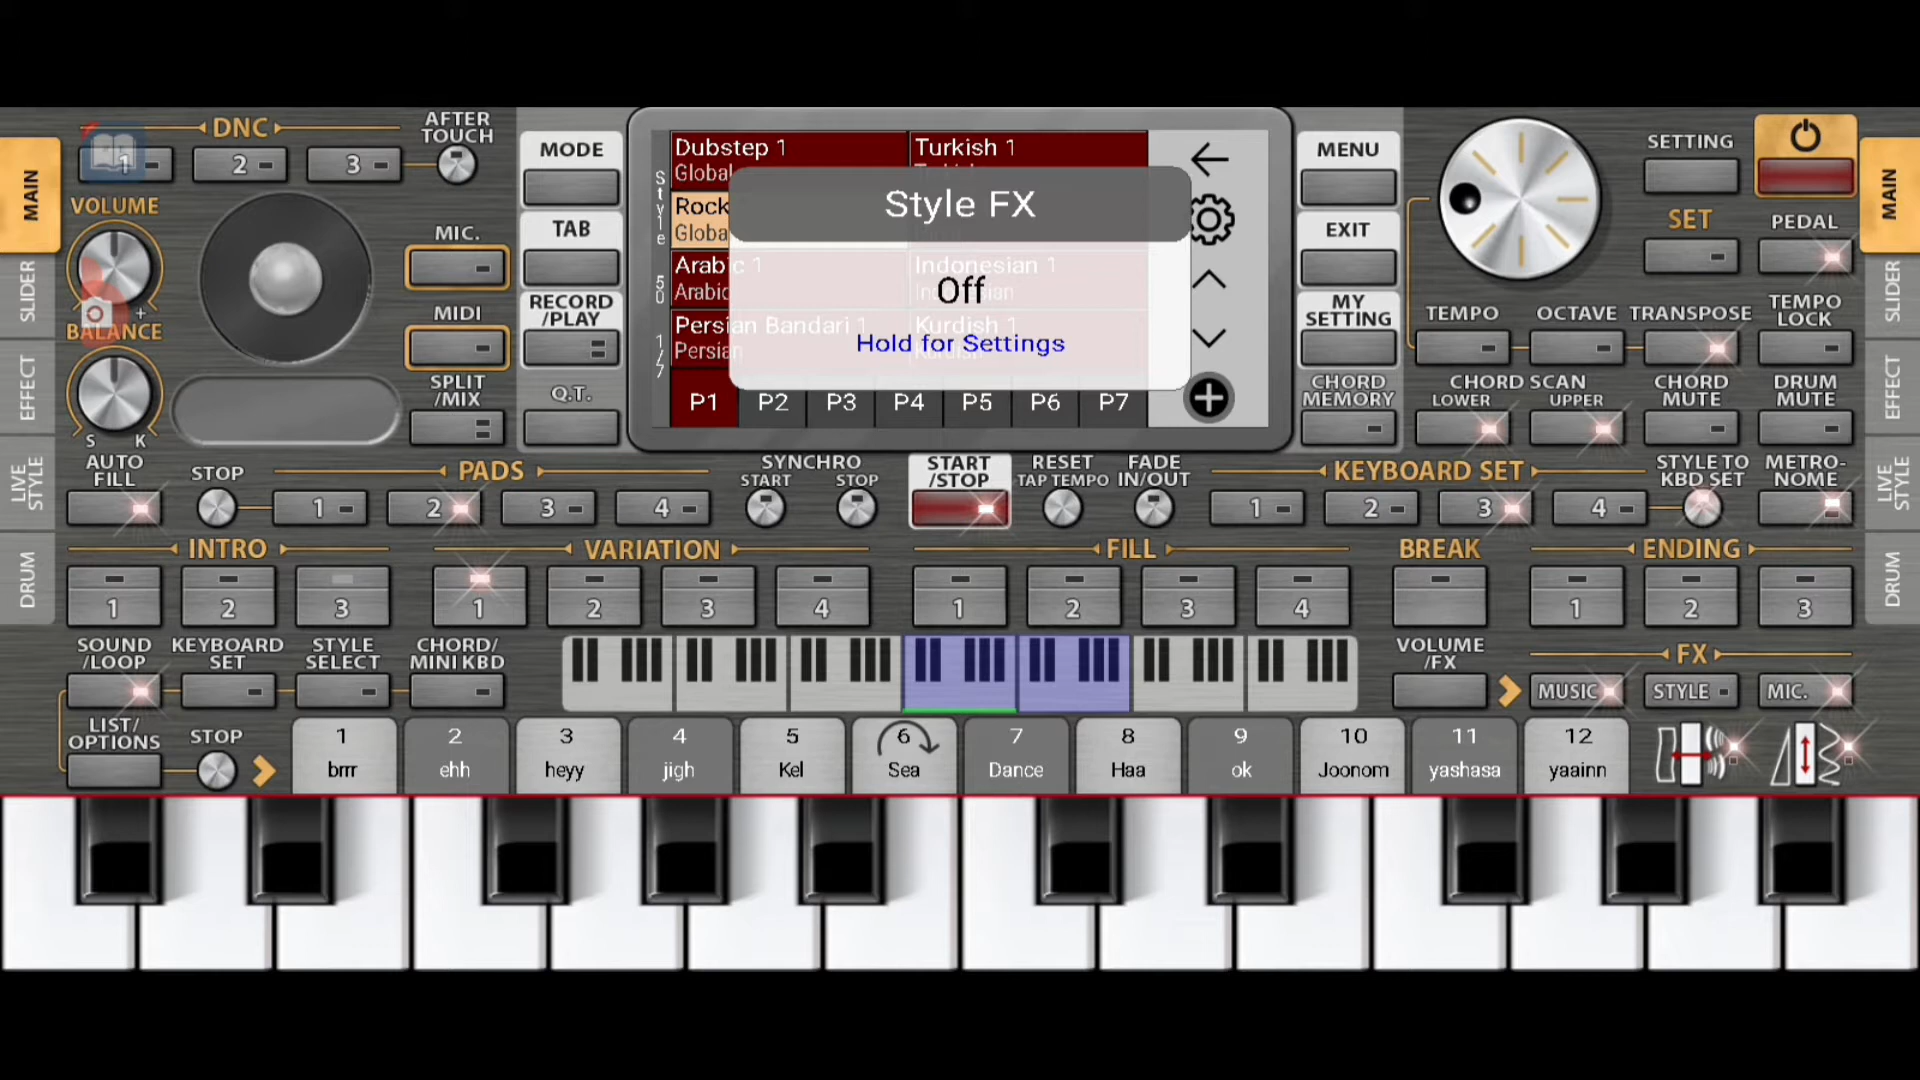 DNC
AFTER
TOUCH
1
2
3
MAIN
SLIDER
EFFECT
LIVE
STYLE
DRUM
VOLUME
+
BALANCE
S K
MIC.
MIDI
SPLIT
/MIX
MODE
TAB
RECORD
/PLAY
Q.T.
Style
50
1/7
Dubstep 1
Global
Turkish 1
Rock
Globa
Arabic 1
Arabic
Indonesian 1
Indonesian
Persian Bandari 1
Persian
Kurdish 1
Style FX
Off
Hold for Settings
P1 P2 P3 P4 P5 P6 P7
MENU
EXIT
MY
SETTING
CHORD
MEMORY
SETTING
SET
PEDAL
TEMPO
OCTAVE
TRANSPOSE
TEMPO
LOCK
CHORD SCAN
LOWER
UPPER
CHORD
MUTE
DRUM
MUTE
MAIN
SLIDER
EFFECT
LIVE
STYLE
DRUM
AUTO
FILL
STOP
PADS
1
2
3
4
SYNCHRO
START
STOP
START
/STOP
RESET
TAP TEMPO
FADE
IN/OUT
KEYBOARD SET
1
2
3
4
STYLE TO
KBD SET
METRO-
NOME
INTRO
1
2
3
VARIATION
1
2
3
4
FILL
1
2
3
4
BREAK
ENDING
1
2
3
SOUND
/LOOP
KEYBOARD
SET
STYLE
SELECT
CHORD/
MINI KBD
VOLUME
/FX
FX
MUSIC
STYLE
MIC.
LIST/
OPTIONS
STOP
1
brrr
2
ehh
3
heyy
4
jigh
5
Kel
6
Sea
7
Dance
8
Haa
9
ok
10
Joonom
11
yashasa
12
yaainn